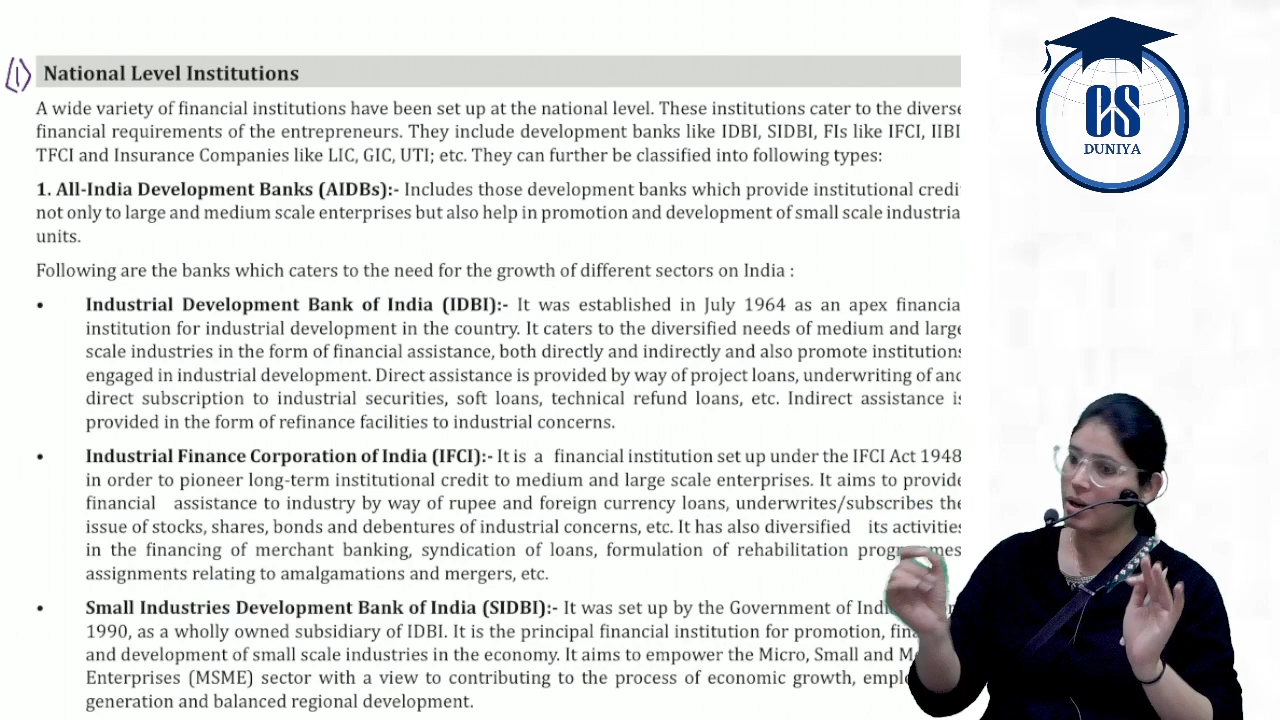 (1)
National Level Institutions
A wide variety of financial institutions have been set up at the national level. These institutions cater to the diverse
financial requirements of the entrepreneurs. They include development banks like IDBI, SIDBI, FIs like IFCI, IIBI
TFCI and Insurance Companies like LIC, GIC, UTI; etc. They can further be classified into following types:
1. All-India Development Banks (AIDBs):- Includes those development banks which provide institutional credi
not only to large and medium scale enterprises but also help in promotion and development of small scale industria
units.
Following are the banks which caters to the need for the growth of different sectors on India :
• Industrial Development Bank of India (IDBI):- It was established in July 1964 as an apex financia
institution for industrial development in the country. It caters to the diversified needs of medium and large
scale industries in the form of financial assistance, both directly and indirectly and also promote institutions
engaged in industrial development. Direct assistance is provided by way of project loans, underwriting of and
direct subscription to industrial securities, soft loans, technical refund loans, etc. Indirect assistance is
provided in the form of refinance facilities to industrial concerns.
• Industrial Finance Corporation of India (IFCI):- It is a financial institution set up under the IFCI Act 1948
in order to pioneer long-term institutional credit to medium and large scale enterprises. It aims to provide
financial assistance to industry by way of rupee and foreign currency loans, underwrites/subscribes the
issue of stocks, shares, bonds and debentures of industrial concerns, etc. It has also diversified its activities
in the financing of merchant banking, syndication of loans, formulation of rehabilitation
assignments relating to amalgamations and mergers, etc.
• Small Industries Development Bank of India (SIDBI):- It was set up by the Government of
1990, as a wholly owned subsidiary of IDBI. It is the principal financial institution for promotion,
and development of small scale industries in the economy. It aims to empower the Micro, Small and
Enterprises (MSME) sector with a view to contributing to the process of economic growth,
generation and balanced regional development.
CS
DUNIYA